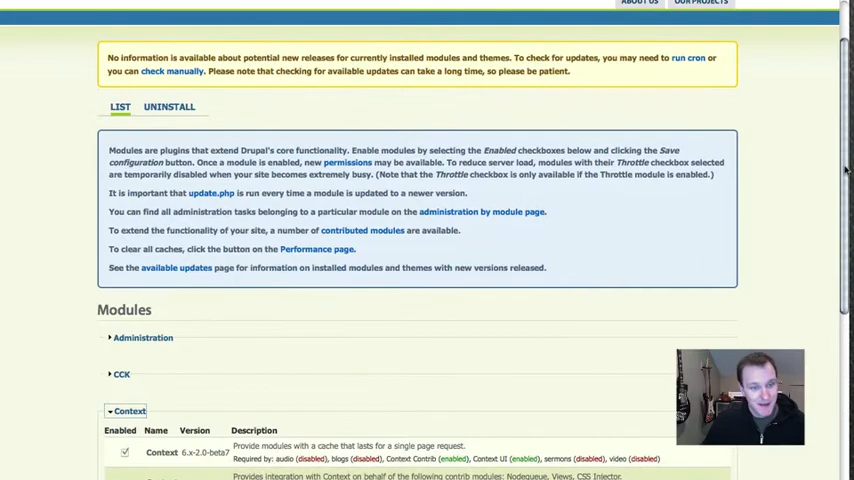 ABOUT US OUR PROJECTS
No information is available about potential new releases for currently installed modules and themes. To check for updates, you may need to run cron or
you can check manually. Please note that checking for available updates can take a long time, so please be patient.
LIST UNINSTALL
Modules are plugins that extend Drupal's core functionality. Enable modules by selecting the Enabled checkboxes below and clicking the Save
configuration button. Once a module is enabled, new permissions may be available. To reduce server load, modules with their Throttle checkbox selected
are temporarily disabled when your site becomes extremely busy. (Note that the Throttle checkbox is only available if the Throttle module is enabled.)
It is important that update.php is run every time a module is updated to a newer version.
You can find all administration tasks belonging to a particular module on the administration by module page.
To extend the functionality of your site, a number of contributed modules are available.
To clear all caches, click the button on the Performance page.
See the available updates page for information on installed modules and themes with new versions released.
Modules
Administration
CCK
Context
Enabled Name Version Description
Provide modules with a cache that lasts for a single page request.
Context 6.x-2.0-beta7
Required by: audio (disabled), blogs (disabled), Context Contrib (enabled), Context UI (enabled), sermons (disabled), video (disabled)
Provides integration with Context on behalf of the following contrib modules: Nodequeue, Views, CSS Injector.